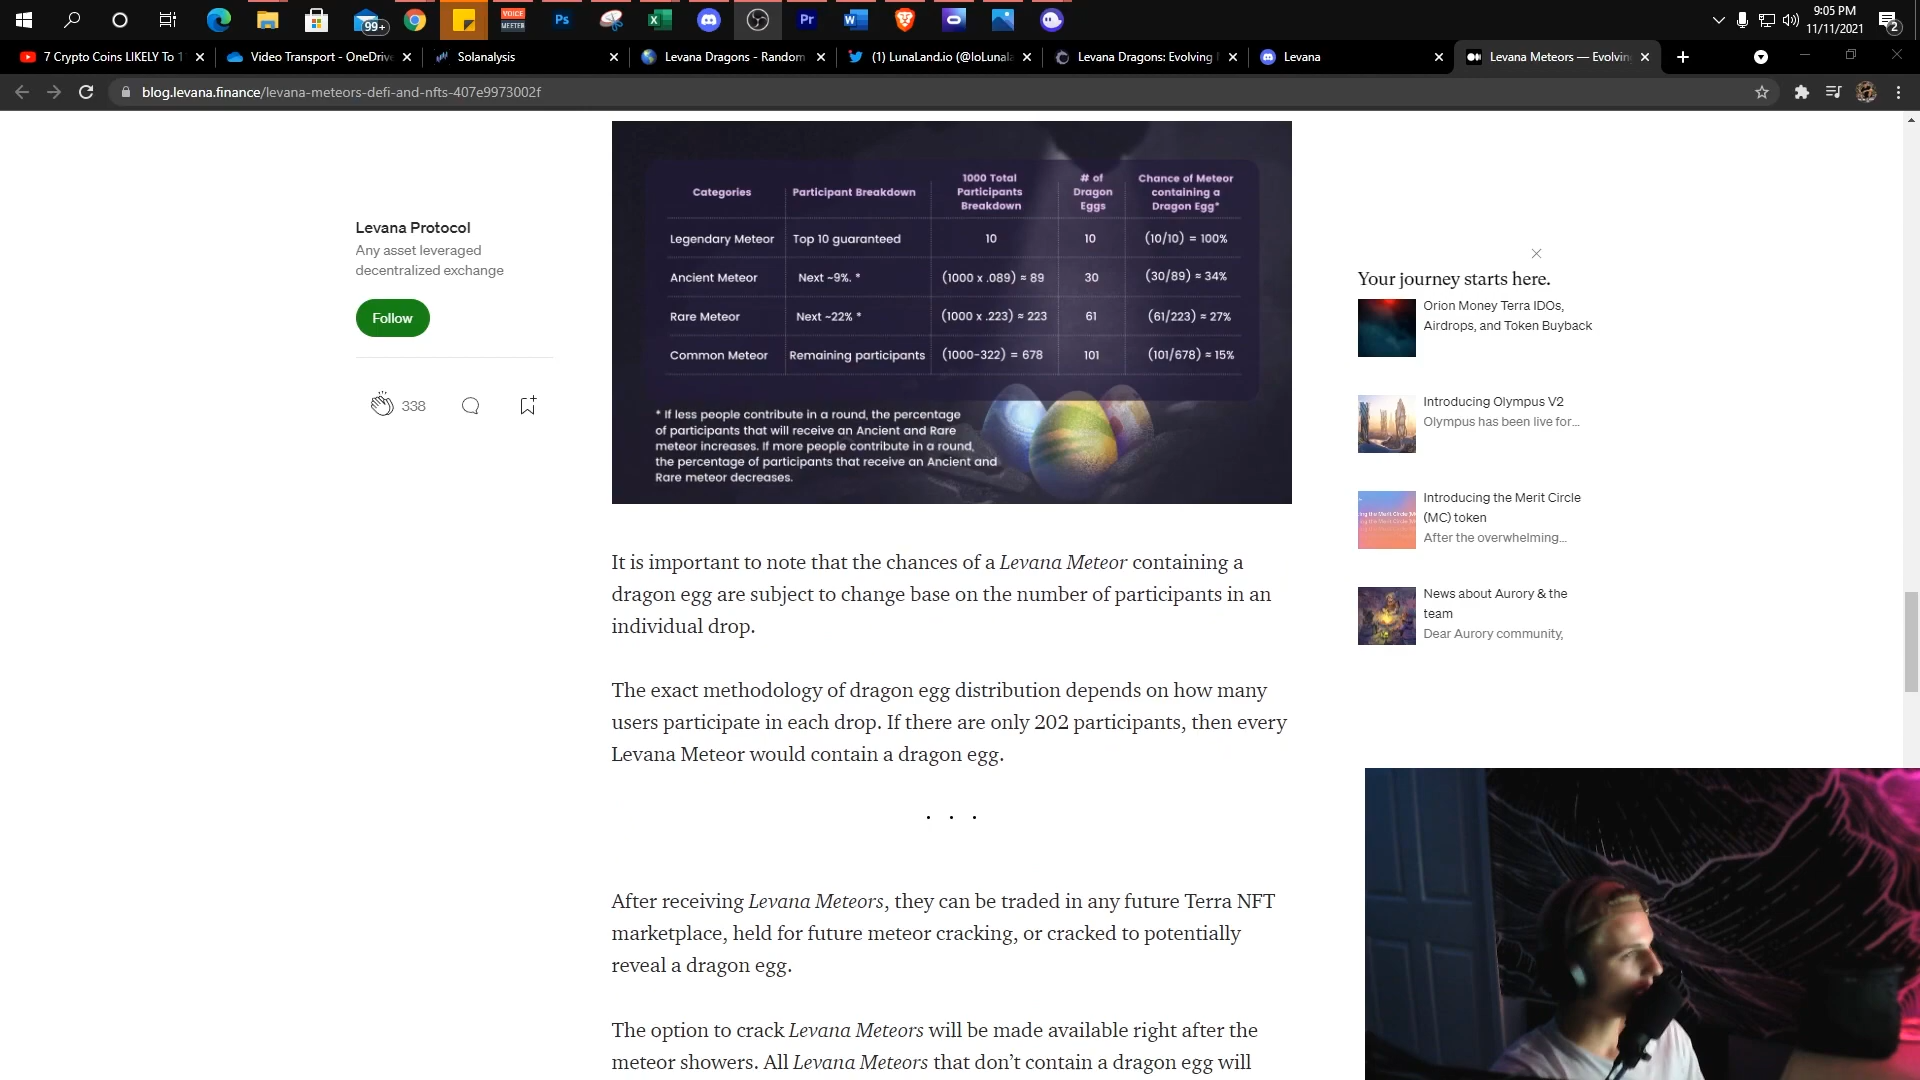 99+
VOICE
MEETER
Ps
Pr
9:05 PM
11/11/2021
2
7 Crypto Coins LIKELY To 1
Video Transport - OneDrive
Solanalysis
Levana Dragons - Random
(1) LunaLand.io (@IoLunala
Levana Dragons: Evolving
Levana
Levana Meteors — Evolving
blog.levana.finance/levana-meteors-defi-and-nfts-407e9973002f
Levana Protocol
Any asset leveraged
decentralized exchange
Follow
338
Categories
Participant Breakdown
1000 Total
Participants
Breakdown
# of
Dragon
Eggs
Chance of Meteor
containing a
Dragon Egg*
Legendary Meteor Top 10 guaranteed 10 10 (10/10) = 100%
Ancient Meteor Next ~9%. * (1000 x .089) ≈ 89 30 (30/89) ≈ 34%
Rare Meteor Next ~22% * (1000 x .223) ≈ 223 61 (61/223) ≈ 27%
Common Meteor Remaining participants (1000-322) = 678 101 (101/678) ≈ 15%
* If less people contribute in a round, the percentage
of participants that will receive an Ancient and Rare
meteor increases. If more people contribute in a round,
the percentage of participants that receive an Ancient and
Rare meteor decreases.
It is important to note that the chances of a Levana Meteor containing a
dragon egg are subject to change base on the number of participants in an
individual drop.
The exact methodology of dragon egg distribution depends on how many
users participate in each drop. If there are only 202 participants, then every
Levana Meteor would contain a dragon egg.
. . .
After receiving Levana Meteors, they can be traded in any future Terra NFT
marketplace, held for future meteor cracking, or cracked to potentially
reveal a dragon egg.
The option to crack Levana Meteors will be made available right after the
meteor showers. All Levana Meteors that don’t contain a dragon egg will
Your journey starts here.
Orion Money Terra IDOs,
Airdrops, and Token Buyback
Introducing Olympus V2
Olympus has been live for...
Introducing the Merit Circle
(MC) token
After the overwhelming...
News about Aurory & the
team
Dear Aurory community,